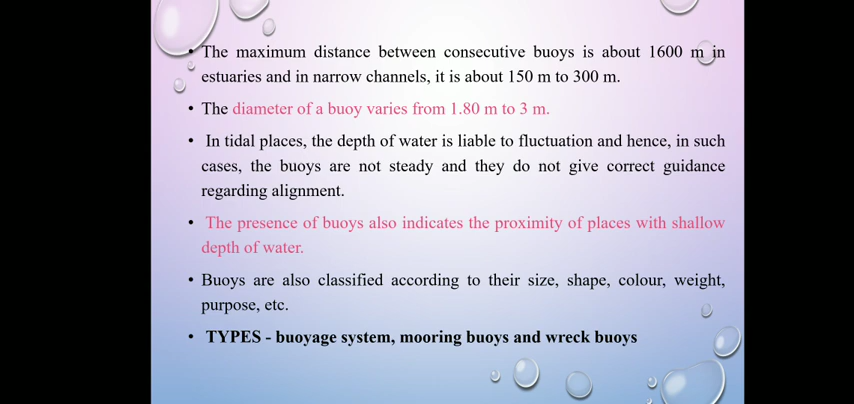 • The maximum distance between consecutive buoys is about 1600 m in
estuaries and in narrow channels, it is about 150 m to 300 m.
• The diameter of a buoy varies from 1.80 m to 3 m.
• In tidal places, the depth of water is liable to fluctuation and hence, in such
cases, the buoys are not steady and they do not give correct guidance
regarding alignment.
• The presence of buoys also indicates the proximity of places with shallow
depth of water.
• Buoys are also classified according to their size, shape, colour, weight,
purpose, etc.
• TYPES - buoyage system, mooring buoys and wreck buoys